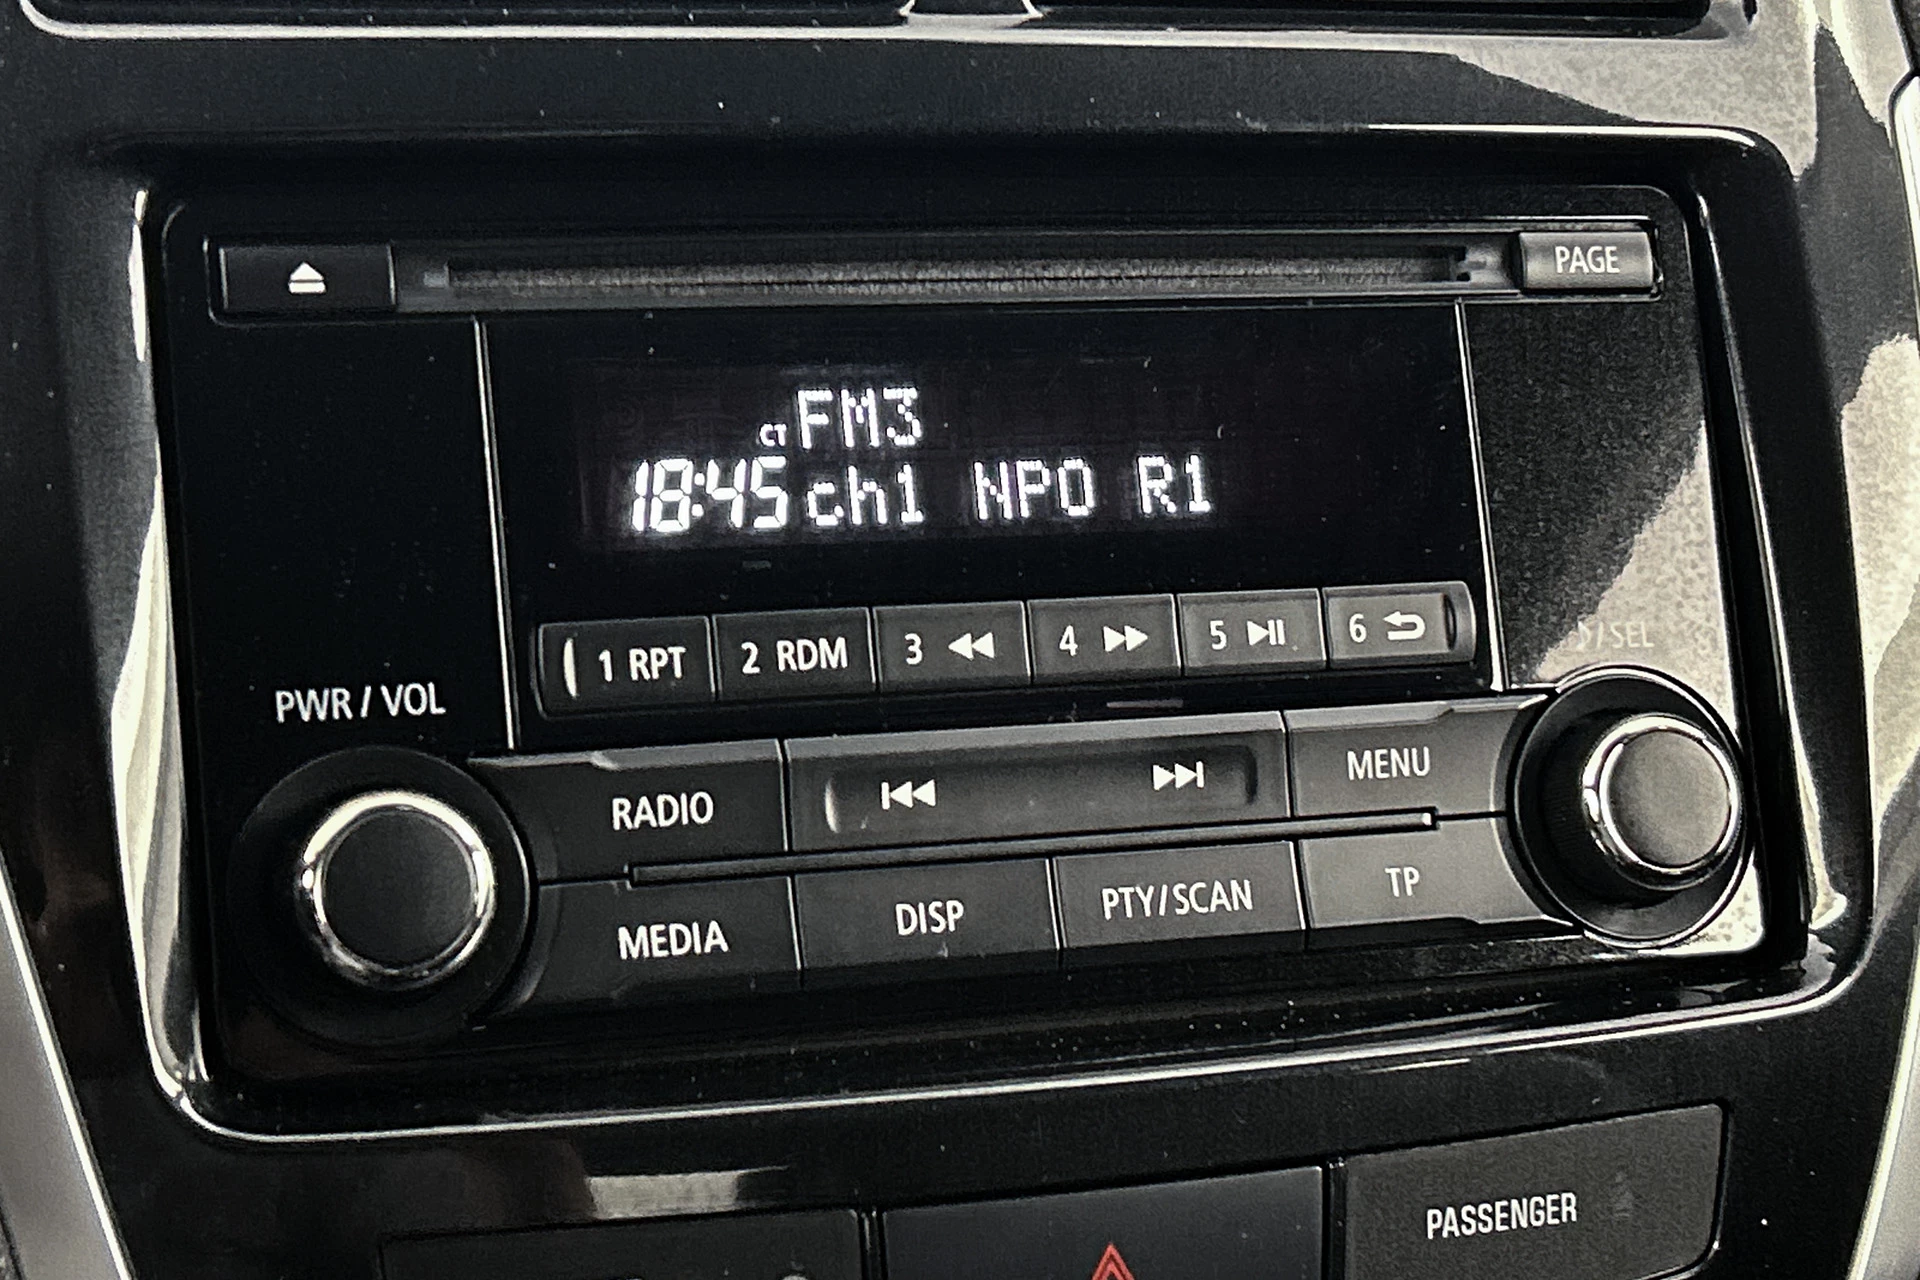 PAGE
CT FM3
18:45 ch1 NPO R1
1 RPT 2 RDM 3 4 5 6
/SEL
PWR / VOL
RADIO MENU
MEDIA DISP PTY/SCAN TP
PASSENGER